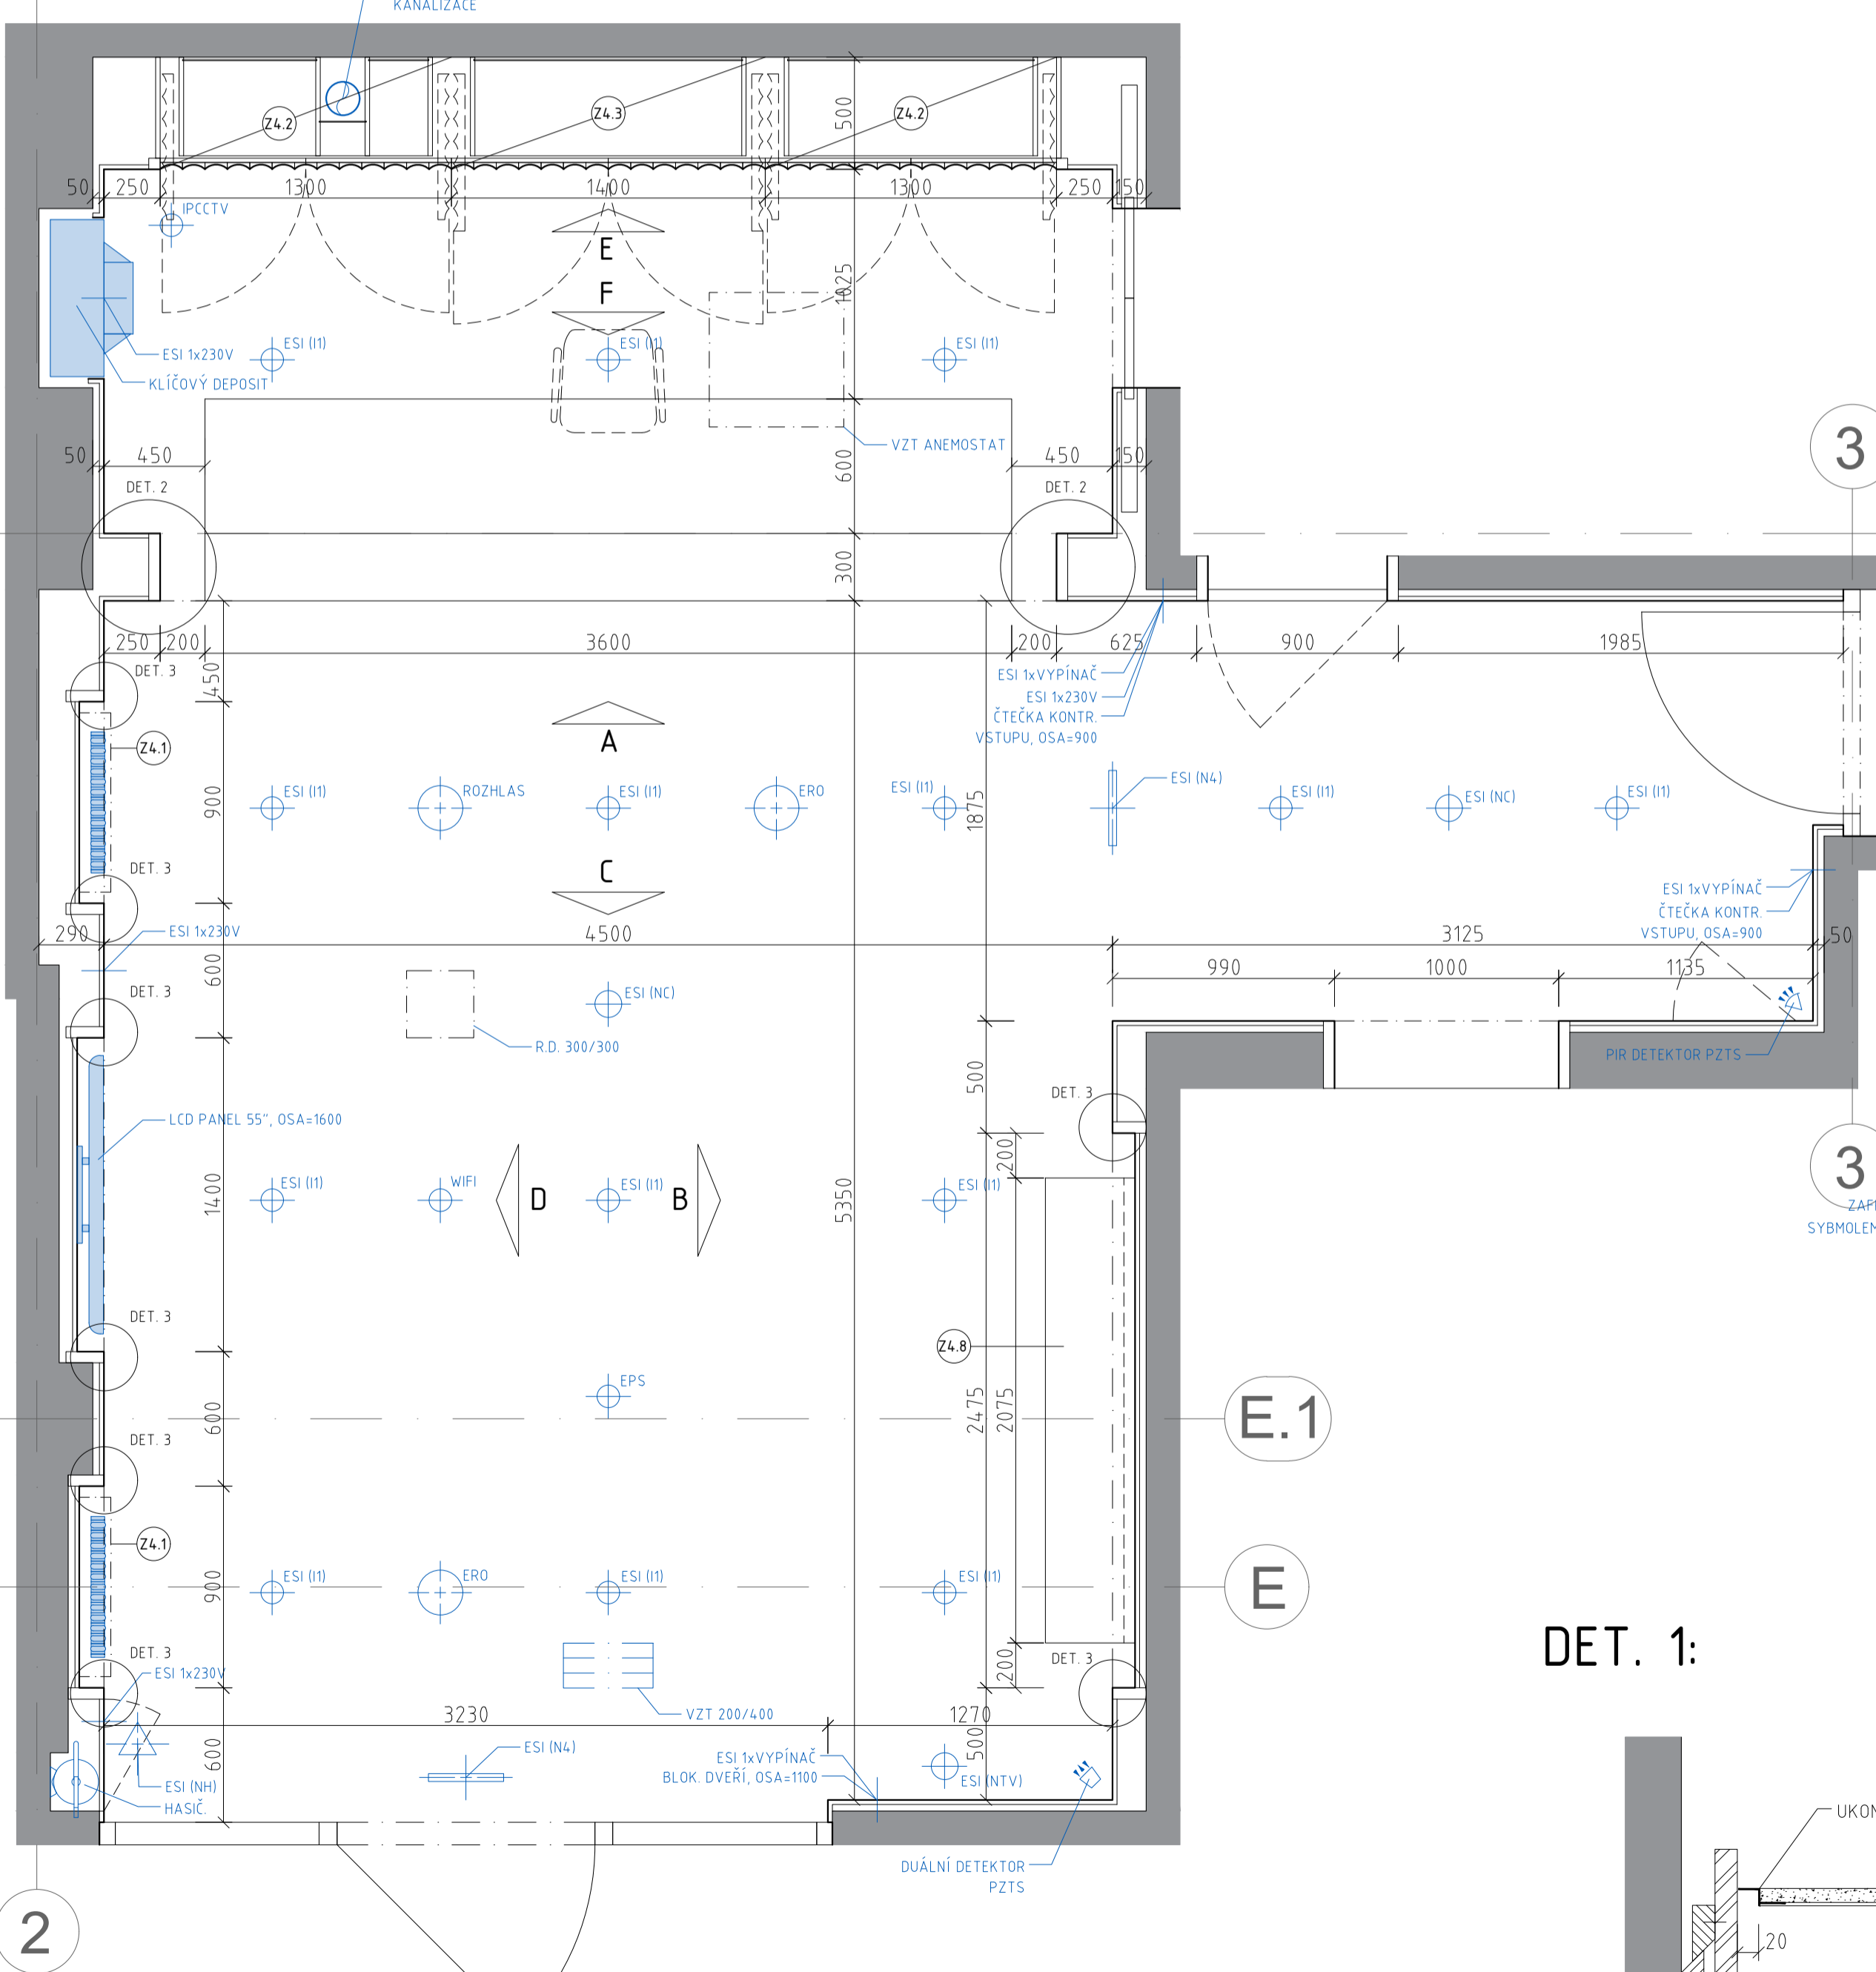 KANALIZACE
Z4.2
Z4.3
Z4.2
500
50
250
1300
1400
1300
250
150
IPCCTV
E
F
1025
ESI 1x230V
KLÍČOVÝ DEPOSIT
ESI (I1)
ESI (I1)
ESI (I1)
VZT ANEMOSTAT
3
50
450
600
450
150
DET. 2
DET. 2
300
250
200
3600
200
625
900
1985
DET. 3
450
ESI 1xVYPÍNAČ
ESI 1x230V
ČTEČKA KONTR.
VSTUPU, OSA=900
Z4.1
A
900
ESI (I1)
ROZHLAS
ESI (I1)
ERO
ESI (I1)
1875
ESI (N4)
ESI (I1)
ESI (NC)
ESI (I1)
DET. 3
C
ESI 1xVYPÍNAČ
ČTEČKA KONTR.
VSTUPU, OSA=900
290
ESI 1x230V
4500
3125
50
600
990
1000
1135
DET. 3
ESI (NC)
R.D. 300/300
PIR DETEKTOR PZTS
500
DET. 3
LCD PANEL 55", OSA=1600
200
3
1400
ESI (I1)
WIFI
D
ESI (I1)
B
5350
ESI (I1)
ZAF
SYBMOLEM
DET. 3
Z4.8
EPS
600
2475
2075
E.1
DET. 3
Z4.1
900
ESI (I1)
ERO
ESI (I1)
ESI (I1)
E
DET. 3
ESI 1x230V
200
DET. 3
DET. 1:
3230
VZT 200/400
1270
600
500
ESI (N4)
ESI 1xVYPÍNAČ
BLOK. DVEŘÍ, OSA=1100
ESI (NTV)
ESI (NH)
HASIČ.
UKON
DUÁLNÍ DETEKTOR
PZTS
2
20